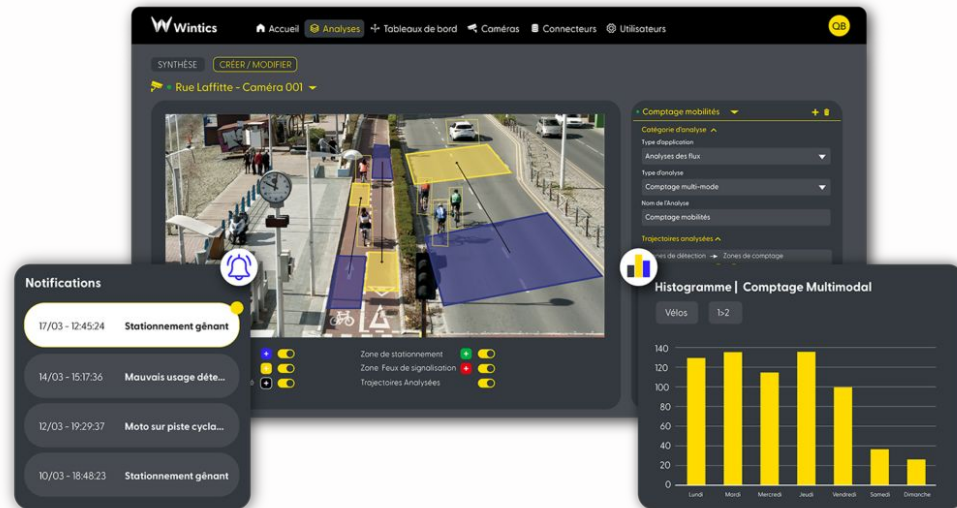 Wintics
Accueil
Analyses
Tableaux de bord
Caméras
Connecteurs
Utilisateurs
QB
SYNTHÈSE
CRÉER / MODIFIER
Rue Laffitte - Caméra 001
Comptage mobilités
Catégorie d'analyse
Type d'application
Analyses des flux
Type d'analyse
Comptage multi-mode
Nom de l'Analyse
Comptage mobilités
Trajectoires analysées
de détection → Zones de comptage
Zone de stationnement
Zone Feux de signalisation
Trajectoires Analysées
Notifications
17/03 - 12:45:24 Stationnement gênant
14/03 - 15:17:36 Mauvais usage déte...
12/03 - 19:29:37 Moto sur piste cycla...
10/03 - 18:48:23 Stationnement gênant
Histogramme | Comptage Multimodal
Vélos
1>2
140
120
100
80
60
40
20
0
Lundi Mardi Mercredi Jeudi Vendredi Samedi Dimanche